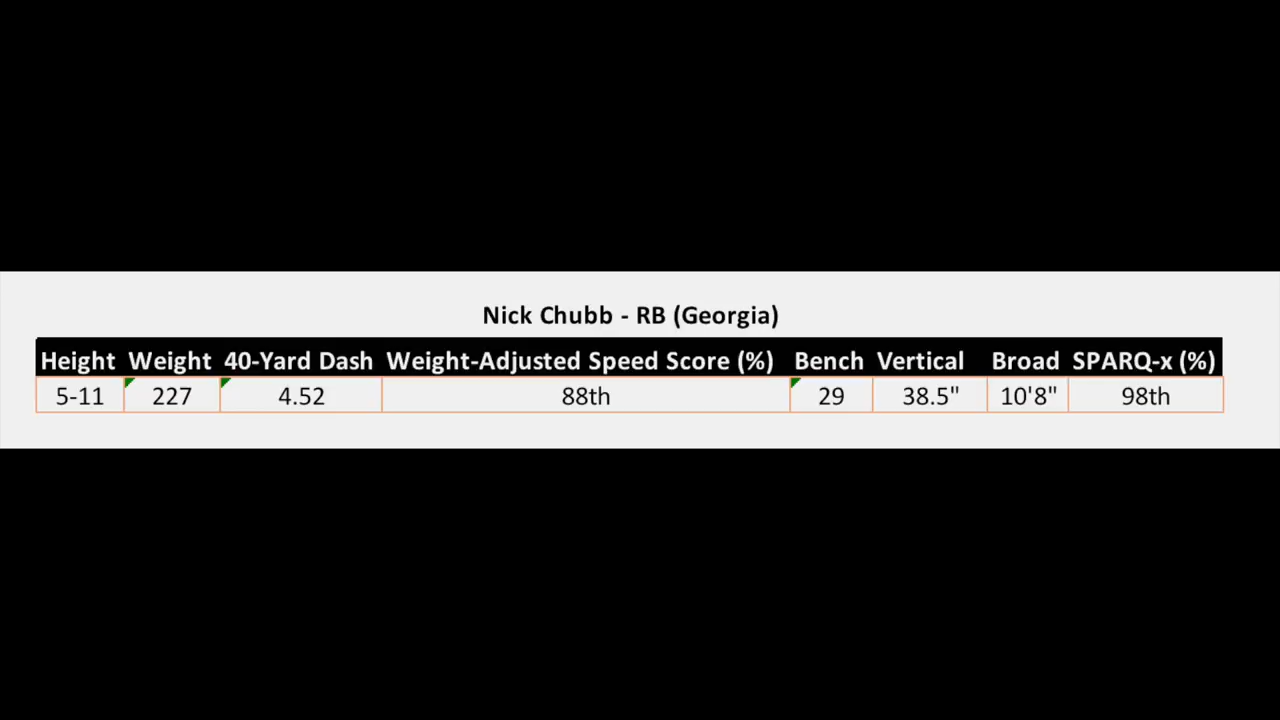 Nick Chubb - RB (Georgia)
Height Weight 40-Yard Dash Weight-Adjusted Speed Score (%) Bench Vertical Broad SPARQ-x (%)
5-11 227 4.52 88th 29 38.5" 10'8" 98th